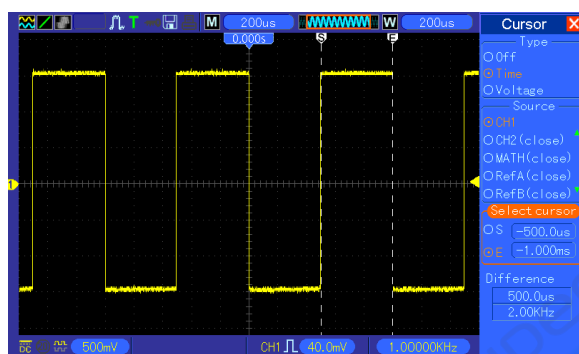 T M 200us W 200us Cursor
0.000s S E
Type
Off
Time
Voltage
Source
CH1
CH2(close)
MATH(close)
RefA(close)
RefB(close)
Select cursor
S -500.0us
E -1.000ms
Difference
500.0us
2.00KHz
1
DC 500mV CH1 40.0mV 1.00000KHz